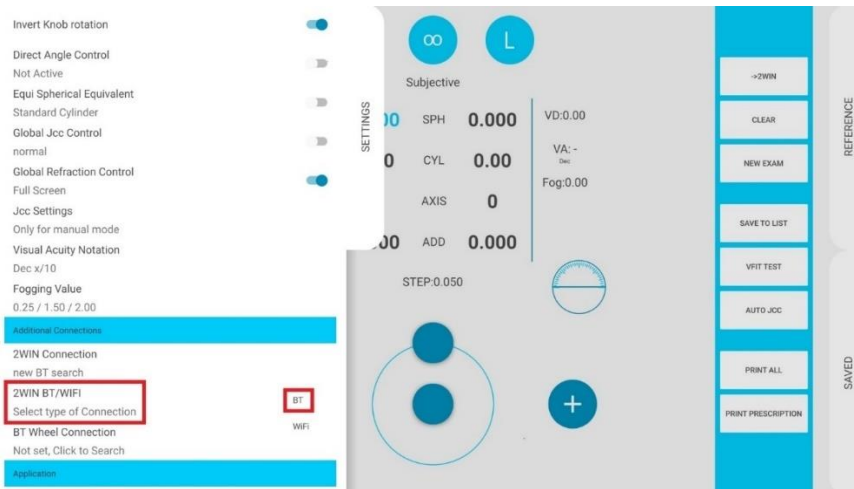 Invert Knob rotation
Direct Angle Control
Not Active
Equi Spherical Equivalent
Standard Cylinder
Global Jcc Control
normal
Global Refraction Control
Full Screen
Jcc Settings
Only for manual mode
Visual Acuity Notation
Dec x/10
Fogging Value
0.25 / 1.50 / 2.00
Additional Connections
2WIN Connection
new BT search
2WIN BT/WIFI
Select type of Connection
BT
WiFi
BT Wheel Connection
Not set, Click to Search
Application
SETTINGS
∞ L
Subjective
00 SPH 0.000
0 CYL 0.00
AXIS 0
00 ADD 0.000
STEP:0.050
VD:0.00
VA: -
Dec
Fog:0.00
+
->2WIN
CLEAR
NEW EXAM
SAVE TO LIST
VFIT TEST
AUTO JCC
PRINT ALL
PRINT PRESCRIPTION
REFERENCE
SAVED